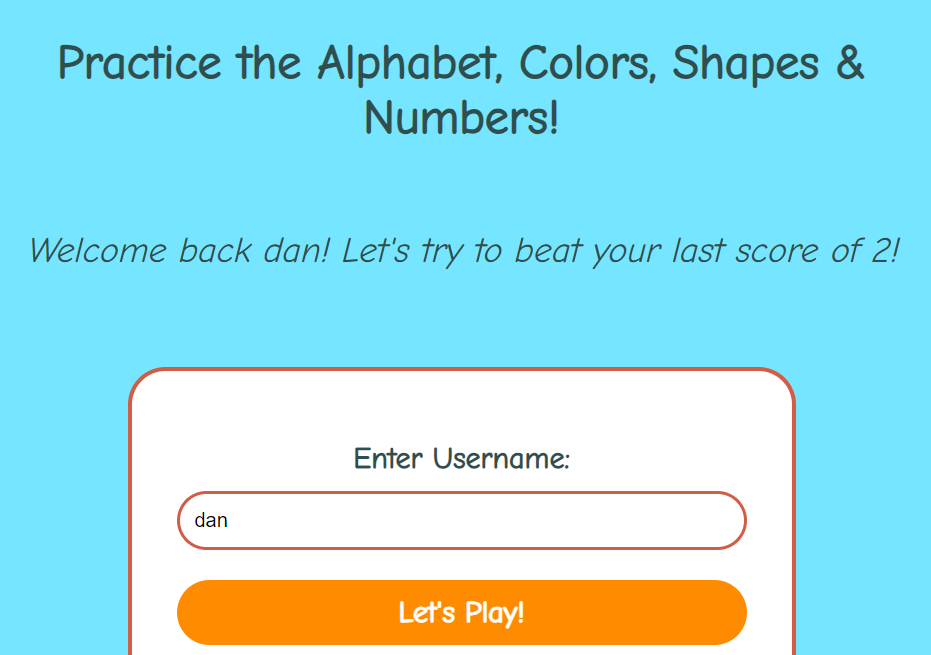 Practice the Alphabet, Colors, Shapes &
Numbers!
Welcome back dan! Let's try to beat your last score of 2!
Enter Username:
dan
Let's Play!